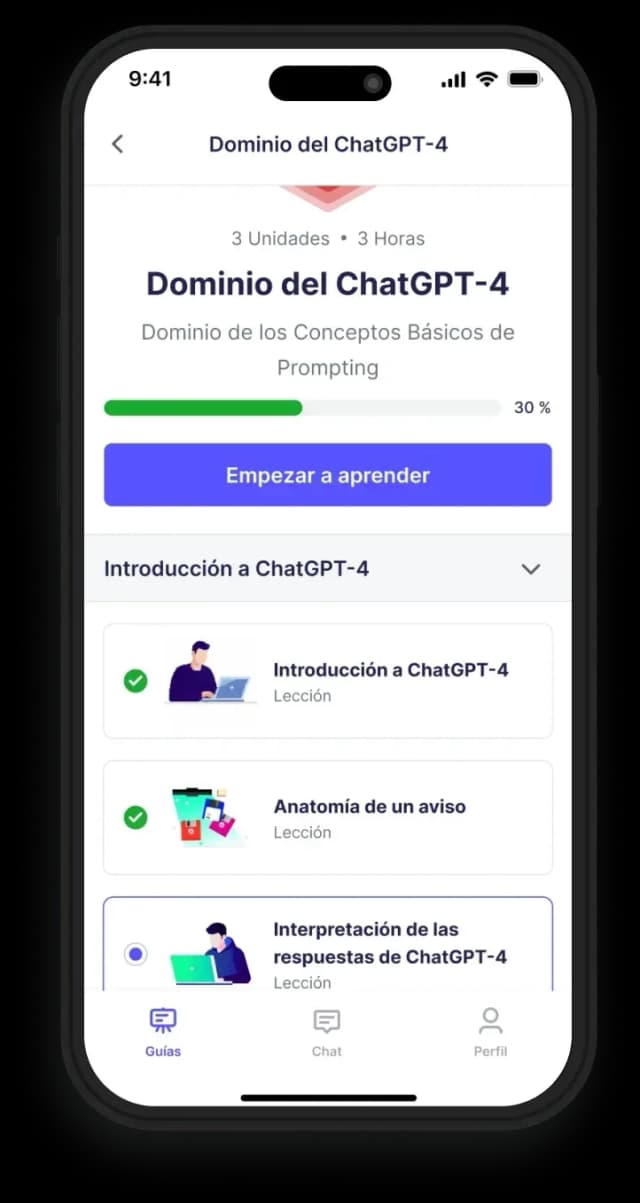 9:41
Dominio del ChatGPT-4
3 Unidades • 3 Horas
Dominio del ChatGPT-4
Dominio de los Conceptos Básicos de
Prompting
30 %
Empezar a aprender
Introducción a ChatGPT-4
Introducción a ChatGPT-4
Lección
Anatomía de un aviso
Lección
Interpretación de las
respuestas de ChatGPT-4
Lección
Guías
Chat
Perfil